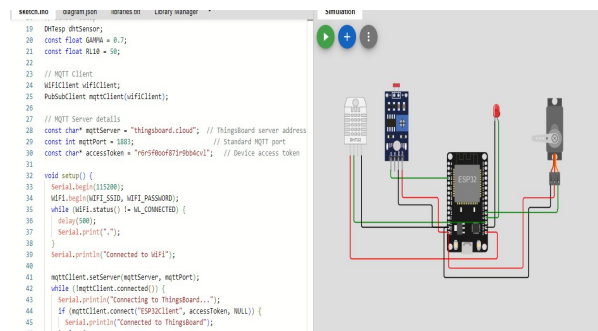 sketch.ino diagram.json libraries.txt Library Manager
Simulation
19 DHTesp dhtSensor;
20 const float GAMMA = 0.7;
21 const float RL10 = 50;
22
23 // MQTT Client
24 WiFiClient wifiClient;
25 PubSubClient mqttClient(wifiClient);
26
27 // MQTT Server details
28 const char* mqttServer = "thingsboard.cloud"; // ThingsBoard server address
29 const int mqttPort = 1883; // Standard MQTT port
30 const char* accessToken = "r6r5f0oof871r9bb4cvl"; // Device access token
31
32 void setup() {
33 Serial.begin(115200);
34 WiFi.begin(WIFI_SSID, WIFI_PASSWORD);
35 while (WiFi.status() != WL_CONNECTED) {
36 delay(500);
37 Serial.print(".");
38 }
39 Serial.println("Connected to WiFi");
40
41 mqttClient.setServer(mqttServer, mqttPort);
42 while (!mqttClient.connected()) {
43 Serial.println("Connecting to ThingsBoard...");
44 if (mqttClient.connect("ESP32Client", accessToken, NULL)) {
45 Serial.println("Connected to ThingsBoard");
DHT22
ESP32